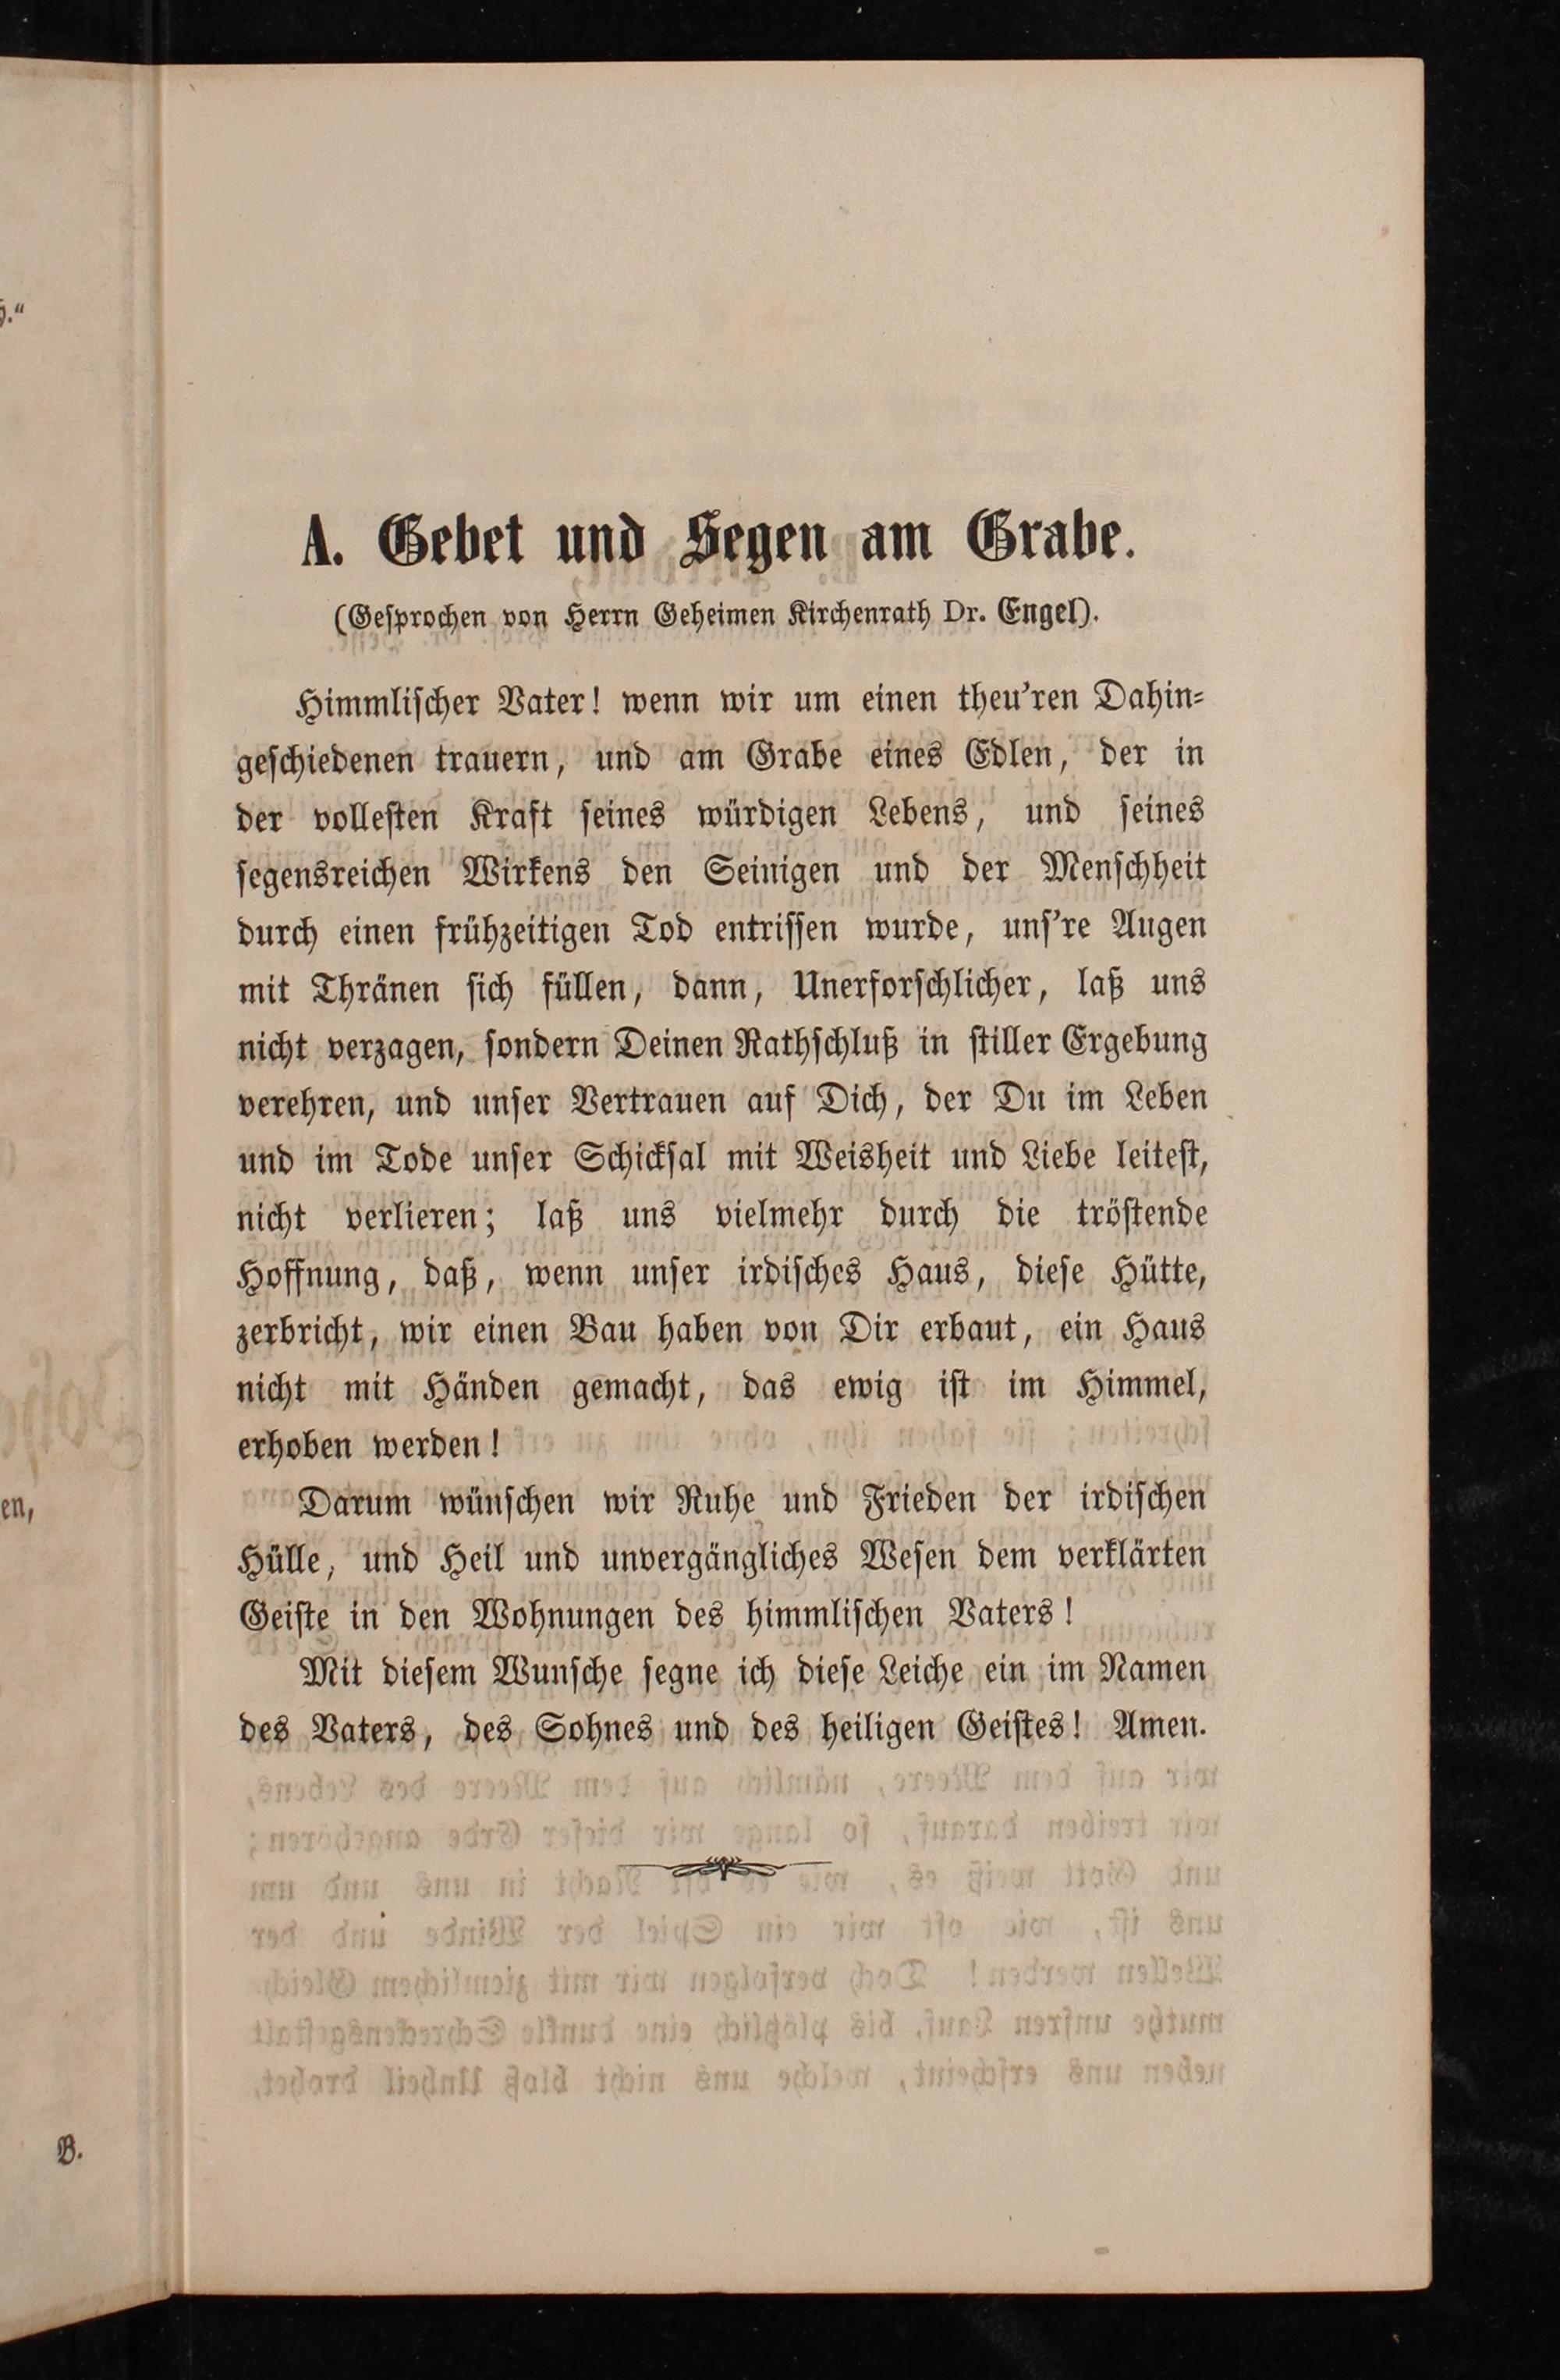 A. Gebet und Segen am Grabe.
(Gesprochen von Herrn Geheimen Kirchenrath Dr. Engel).
Himmlischer Vater! wenn wir um einen theu’ren Dahin-
geschiedenen trauern, und am Grabe eines Edlen, der in
der vollesten Kraft seines würdigen Lebens, und seines
segensreichen Wirkens den Seinigen und der Menschheit
durch einen frühzeitigen Tod entrissen wurde, uns’re Augen
mit Thränen sich füllen, dann, Unerforschlicher, laß uns
nicht verzagen, sondern Deinen Rathschluß in stiller Ergebung
verehren, und unser Vertrauen auf Dich, der Du im Leben
und im Tode unser Schicksal mit Weisheit und Liebe leitest,
nicht verlieren; laß uns vielmehr durch die tröstende
Hoffnung, daß, wenn unser irdisches Haus, diese Hütte,
zerbricht, wir einen Bau haben von Dir erbaut, ein Haus
nicht mit Händen gemacht, das ewig ist im Himmel,
erhoben werden!
Darum wünschen wir Ruhe und Frieden der irdischen
Hülle, und Heil und unvergängliches Wesen dem verklärten
Geiste in den Wohnungen des himmlischen Vaters!
Mit diesem Wunsche segne ich diese Leiche ein im Namen
des Vaters, des Sohnes und des heiligen Geistes! Amen.
en,
B.